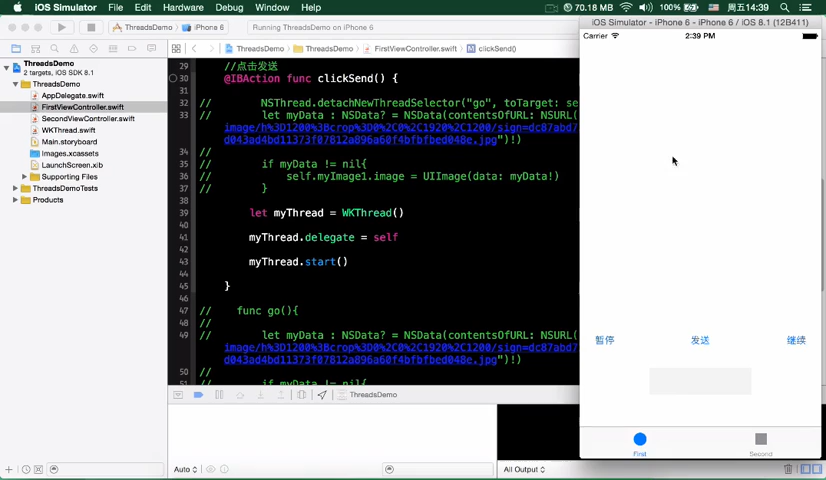 iOS Simulator File Edit Hardware Debug Window Help 70.18 MB 100% 周五14:39
ThreadsDemo iPhone 6 Running ThreadsDemo on iPhone 6
ThreadsDemo ThreadsDemo FirstViewController.swift clickSend()
ThreadsDemo
2 targets, iOS SDK 8.1
ThreadsDemo
AppDelegate.swift
FirstViewController.swift
SecondViewController.swift
WKThread.swift
Main.storyboard
Images.xcassets
LaunchScreen.xib
Supporting Files
ThreadsDemoTests
Products
29 //点击发送
30 @IBAction func clickSend() {
31
32 // NSThread.detachNewThreadSelector("go", toTarget: se
33 // let myData : NSData? = NSData(contentsOfURL: NSURL(
image/h%3D1200%3Bcrop%3D0%2C0%2C1920%2C1200/sign=dc87abd7
d043ad4bd11373f07812a896a60f4bfbfbed048e.jpg")!)
34 //
35 // if myData != nil{
36 // self.myImage1.image = UIImage(data: myData!)
37 // }
38
39 let myThread = WKThread()
40
41 myThread.delegate = self
42
43 myThread.start()
44
45 }
46
47 // func go(){
48 //
49 // let myData : NSData? = NSData(contentsOfURL: NSURL(
image/h%3D1200%3Bcrop%3D0%2C0%2C1920%2C1200/sign=dc87abd7
d043ad4bd11373f07812a896a60f4bfbfbed048e.jpg")!)
50 //
51 // if myData != nil{
ThreadsDemo
Auto
All Output
iOS Simulator - iPhone 6 - iPhone 6 / iOS 8.1 (12B411)
Carrier 2:39 PM
暂停 发送 继续
First Second